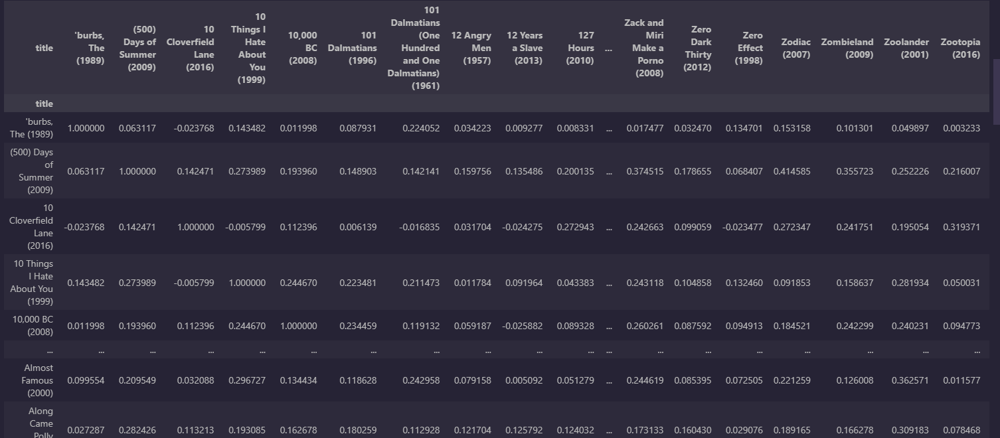 title 'burbs, The (1989) (500) Days of Summer (2009) 10 Cloverfield Lane (2016) 10 Things I Hate About You (1999) 10,000 BC (2008) 101 Dalmatians (1996) 101 Dalmatians (One Hundred and One Dalmatians) (1961) 12 Angry Men (1957) 12 Years a Slave (2013) 127 Hours (2010) ... Zack and Miri Make a Porno (2008) Zero Dark Thirty (2012) Zero Effect (1998) Zodiac (2007) Zombieland (2009) Zoolander (2001) Zootopia (2016)
title
'burbs, The (1989) 1.000000 0.063117 -0.023768 0.143482 0.011998 0.087931 0.224052 0.034223 0.009277 0.008331 ... 0.017477 0.032470 0.134701 0.153158 0.101301 0.049897 0.003233
(500) Days of Summer (2009) 0.063117 1.000000 0.142471 0.273989 0.193960 0.148903 0.142141 0.159756 0.135486 0.200135 ... 0.374515 0.178655 0.068407 0.414585 0.355723 0.252226 0.216007
10 Cloverfield Lane (2016) -0.023768 0.142471 1.000000 -0.005799 0.112396 0.006139 -0.016835 0.031704 -0.024275 0.272943 ... 0.242663 0.099059 -0.023477 0.272347 0.241751 0.195054 0.319371
10 Things I Hate About You (1999) 0.143482 0.273989 -0.005799 1.000000 0.244670 0.223481 0.211473 0.011784 0.091964 0.043383 ... 0.243118 0.104858 0.132460 0.091853 0.158637 0.281934 0.050031
10,000 BC (2008) 0.011998 0.193960 0.112396 0.244670 1.000000 0.234459 0.119132 0.059187 -0.025882 0.089328 ... 0.260261 0.087592 0.094913 0.184521 0.242299 0.240231 0.094773
... ... ... ... ... ... ... ... ... ... ... ... ... ... ... ... ... ... ...
Almost Famous (2000) 0.099554 0.209549 0.032088 0.296727 0.134434 0.118628 0.242958 0.079158 0.005092 0.051279 ... 0.244619 0.085395 0.072505 0.221259 0.126008 0.362571 0.011577
Along Came Polly 0.027287 0.282426 0.113213 0.193085 0.162678 0.180259 0.112928 0.121704 0.125792 0.124032 ... 0.173133 0.160430 0.029076 0.189165 0.166278 0.309183 0.078468